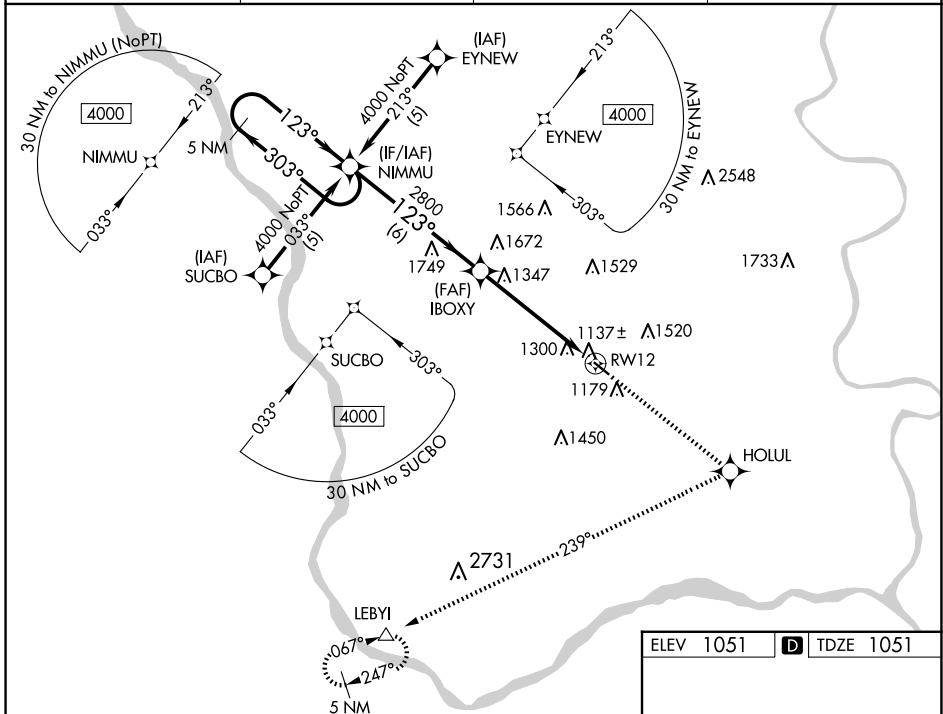 30 NM to NIMMU (NoPT)
213°
4000
NIMMU
033°
5 NM
123°
303°
(IF/IAF)
NIMMU
4000 NoPT
213°
(5)
(IAF)
EYNEW
4000 NoPT
033°
(5)
(IAF)
SUCBO
2800
123°
(6)
(FAF)
IBOXY
213°
EYNEW
4000
303°
30 NM to EYNEW
2548
1566
1672
1749
1347
1529
1733
1137±
1520
1300
RW12
1179
1450
SUCBO
303°
033°
4000
30 NM to SUCBO
HOLUL
239°
2731
LEBYI
067°
247°
5 NM
ELEV 1051 D TDZE 1051